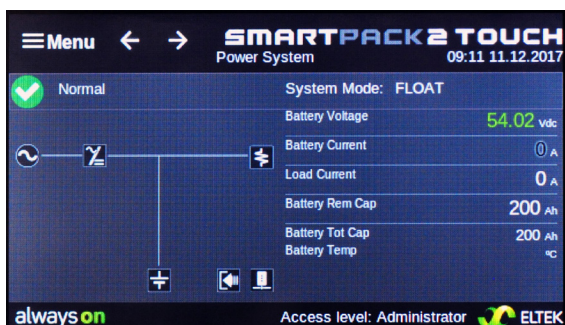 Menu
SMARTPACK2 TOUCH
Power System
09:11 11.12.2017
Normal
System Mode: FLOAT
Battery Voltage 54.02 Vdc
Battery Current 0 A
Load Current 0 A
Battery Rem Cap 200 Ah
Battery Tot Cap 200 Ah
Battery Temp ºC
always on
Access level: Administrator
ELTEK